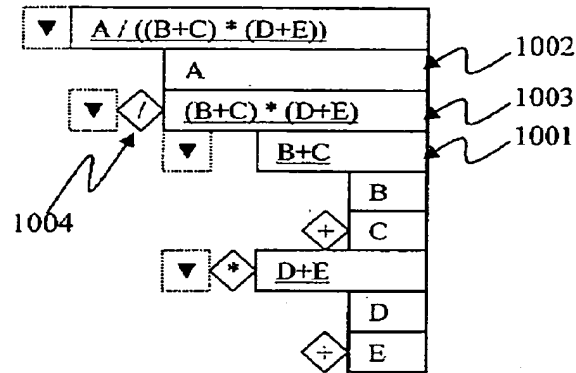 ▼ A / ((B+C) * (D+E))
A 1002
▼ / (B+C) * (D+E) 1003
▼ B+C 1001
B
1004
+ C
▼ * D+E
D
+ E